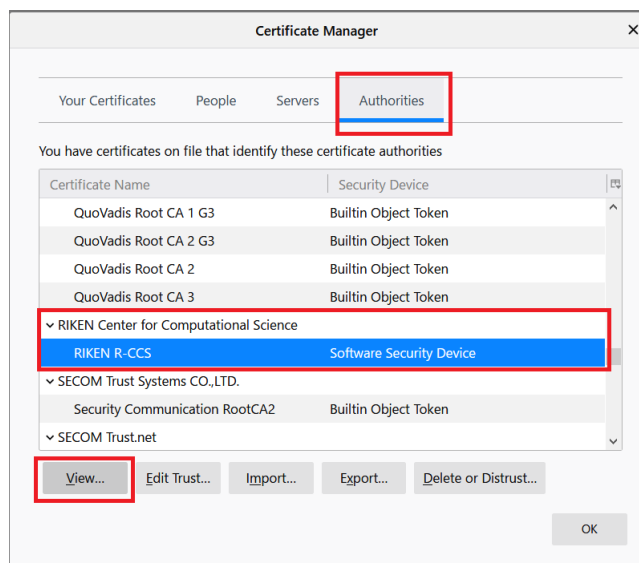 Certificate Manager
Your Certificates People Servers Authorities
You have certificates on file that identify these certificate authorities
Certificate Name Security Device
QuoVadis Root CA 1 G3 Builtin Object Token
QuoVadis Root CA 2 G3 Builtin Object Token
QuoVadis Root CA 2 Builtin Object Token
QuoVadis Root CA 3 Builtin Object Token
RIKEN Center for Computational Science
RIKEN R-CCS Software Security Device
SECOM Trust Systems CO.,LTD.
Security Communication RootCA2 Builtin Object Token
SECOM Trust.net
View... Edit Trust... Import... Export... Delete or Distrust...
OK